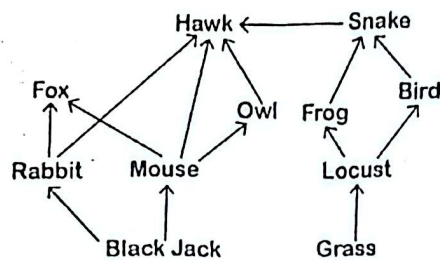 Hawk Snake
Fox Owl Frog Bird
Rabbit Mouse Locust
Black Jack Grass